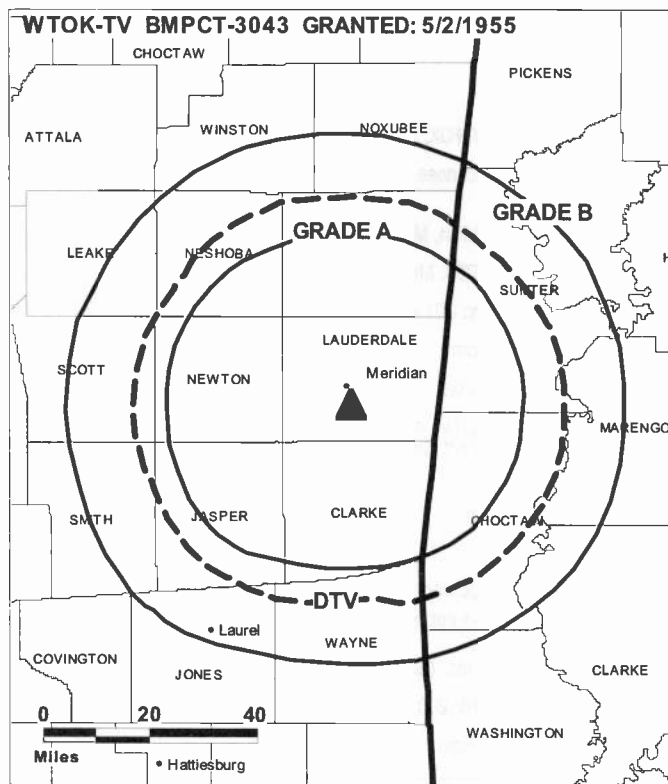 WTOK-TV BMPCT-3043 GRANTED: 5/2/1955
CHOCTAW
PICKENS
ATTALA
WINSTON
NOXUBEE
GRADE B
GRADE A
LEAKE
NESHOBA
SUMTER
LAUDERDALE
SCOTT
NEWTON
Meridian
MARENGO
SMITH
JASPER
CLARKE
CHOCTAW
DTV
Laurel
WAYNE
COVINGTON
JONES
CLARKE
0 20 40
Miles
WASHINGTON
Hattiesburg